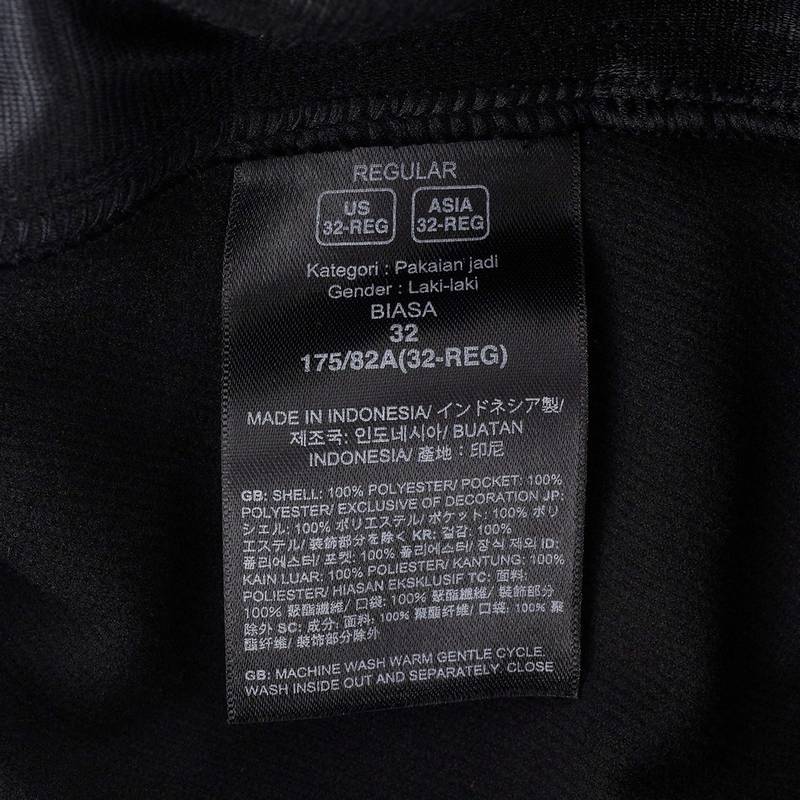 REGULAR
US ASIA
32-REG 32-REG
Kategori : Pakaian jadi
Gender : Laki-laki
BIASA
32
175/82A(32-REG)
MADE IN INDONESIA/ インドネシア製/
제조국: 인도네시아/ BUATAN
INDONESIA/ 產地：印尼
GB: SHELL: 100% POLYESTER/ POCKET: 100%
POLYESTER/ EXCLUSIVE OF DECORATION JP:
シェル: 100% ポリエステル/ ポケット: 100% ポリ
エステル/ 装飾部分を除く KR: 겉감: 100%
폴리에스터/ 포켓: 100% 폴리에스터/ 장식 제외 ID:
KAIN LUAR: 100% POLIESTER/ KANTUNG: 100%
POLIESTER/ HIASAN EKSKLUSIF TC: 面料:
100% 聚酯纖維/ 口袋: 100% 聚酯纖維/ 裝飾部分
除外 SC: 成分: 面料: 100% 聚酯纤维/ 口袋: 100% 聚
酯纤维/ 装饰部分除外
GB: MACHINE WASH WARM GENTLE CYCLE.
WASH INSIDE OUT AND SEPARATELY. CLOSE